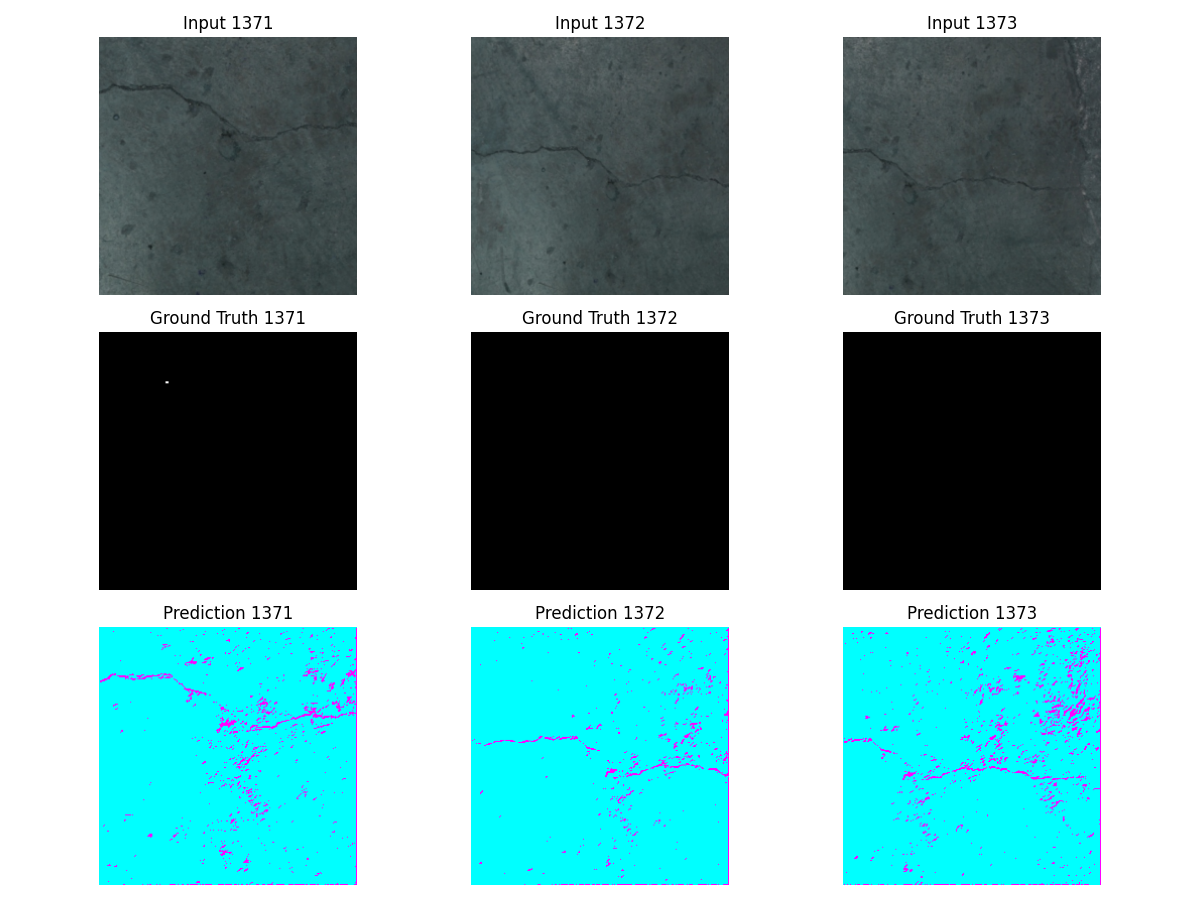 Input 1371
Input 1372
Input 1373
Ground Truth 1371
Ground Truth 1372
Ground Truth 1373
Prediction 1371
Prediction 1372
Prediction 1373